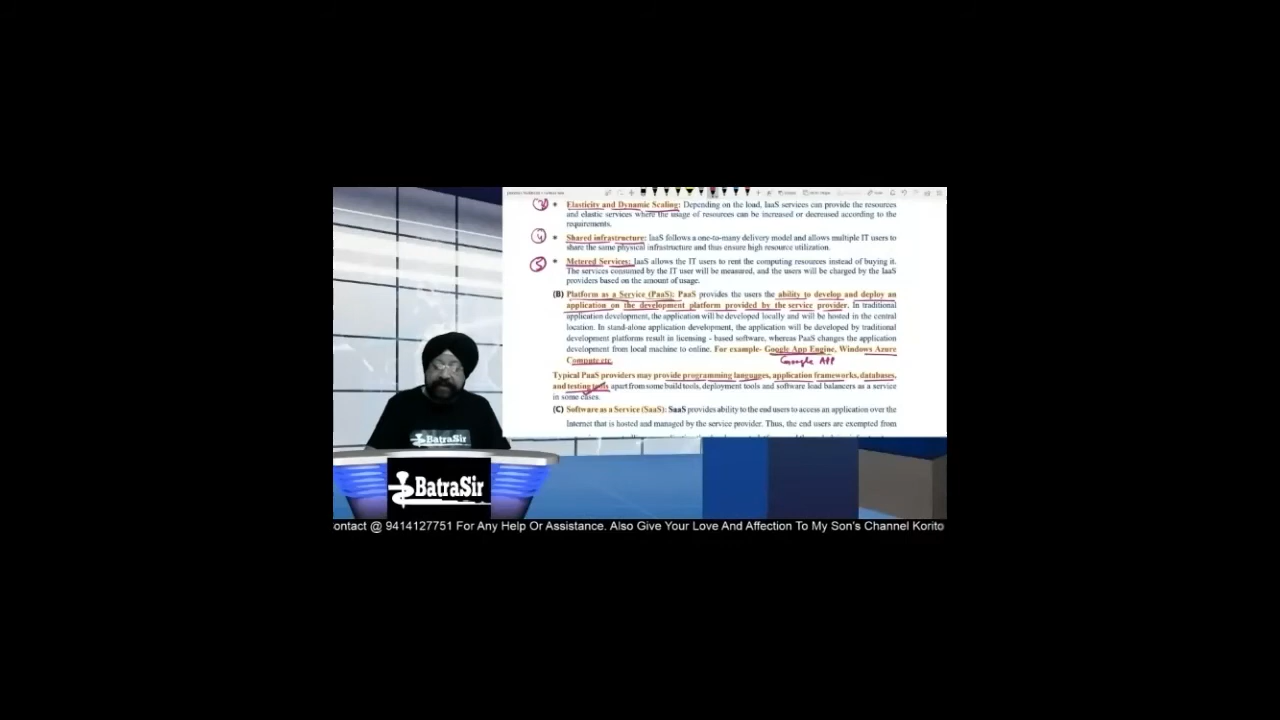 ③ * Elasticity and Dynamic Scaling: Depending on the load, IaaS services can provide the resources
and elastic services where the usage of resources can be increased or decreased according to the
requirements.
④ * Shared infrastructure: IaaS follows a one-to-many delivery model and allows multiple IT users to
share the same physical infrastructure and thus ensure high resource utilization.
⑤ * Metered Services: IaaS allows the IT users to rent the computing resources instead of buying it.
The services consumed by the IT user will be measured, and the users will be charged by the IaaS
providers based on the amount of usage.
(B) Platform as a Service (PaaS): PaaS provides the users the ability to develop and deploy an
application on the development platform provided by the service provider. In traditional
application development, the application will be developed locally and will be hosted in the central
location. In stand-alone application development, the application will be developed by traditional
development platforms result in licensing - based software, whereas PaaS changes the application
development from local machine to online. For example- Google App Engine, Windows Azure
Compute etc.
Google APP
Typical PaaS providers may provide programming languages, application frameworks, databases,
and testing tools apart from some build tools, deployment tools and software load balancers as a service
in some cases.
(C) Software as a Service (SaaS): SaaS provides ability to the end users to access an application over the
Internet that is hosted and managed by the service provider. Thus, the end users are exempted from
BatraSir
BatraSir
ontact @ 9414127751 For Any Help Or Assistance. Also Give Your Love And Affection To My Son's Channel Korito